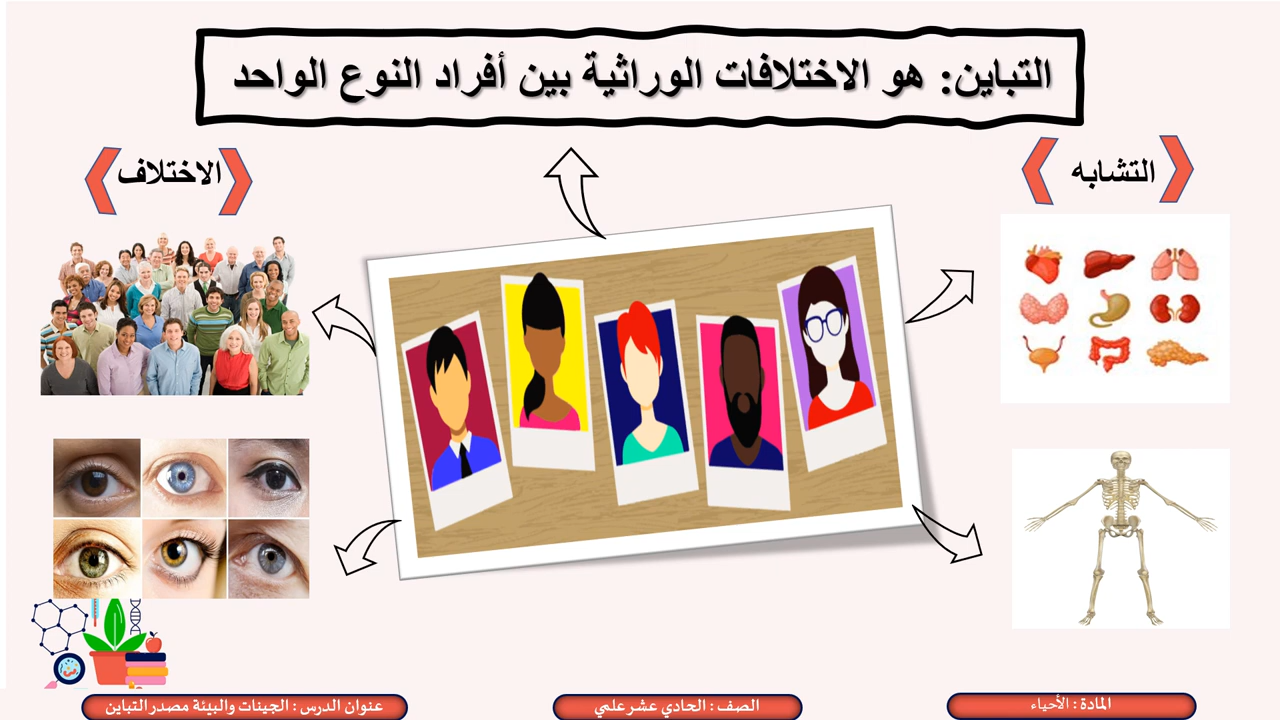 التباين: هو الاختلافات الوراثية بين أفراد النوع الواحد
التشابه
الاختلاف
المادة : الأحياء
الصف : الحادي عشر علمي
عنوان الدرس : الجينات والبيئة مصدر التباين